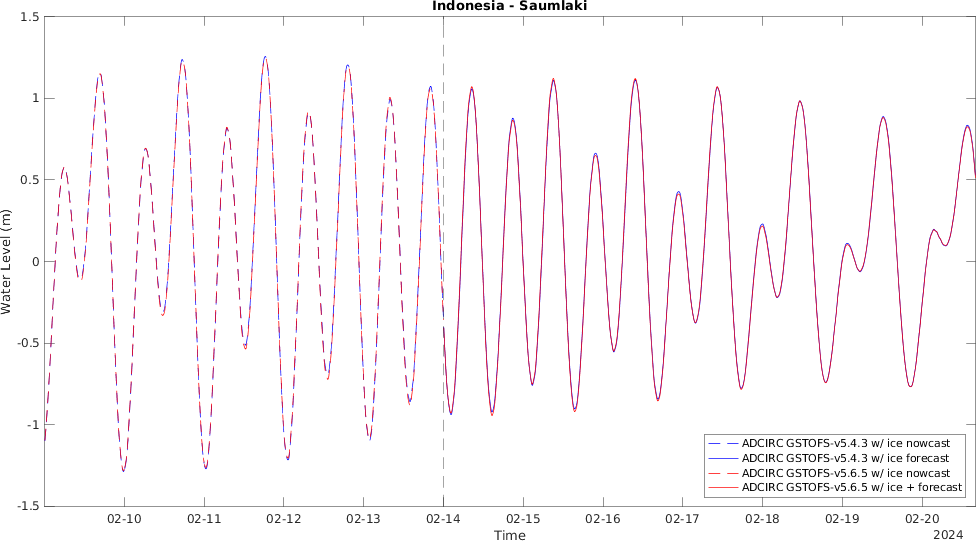 Indonesia - Saumlaki
1.5
1
0.5
0
-0.5
-1
-1.5
Water Level (m)
02-10 02-11 02-12 02-13 02-14 02-15 02-16 02-17 02-18 02-19 02-20
Time
2024
ADCIRC GSTOFS-v5.4.3 w/ ice nowcast
ADCIRC GSTOFS-v5.4.3 w/ ice forecast
ADCIRC GSTOFS-v5.6.5 w/ ice nowcast
ADCIRC GSTOFS-v5.6.5 w/ ice + forecast